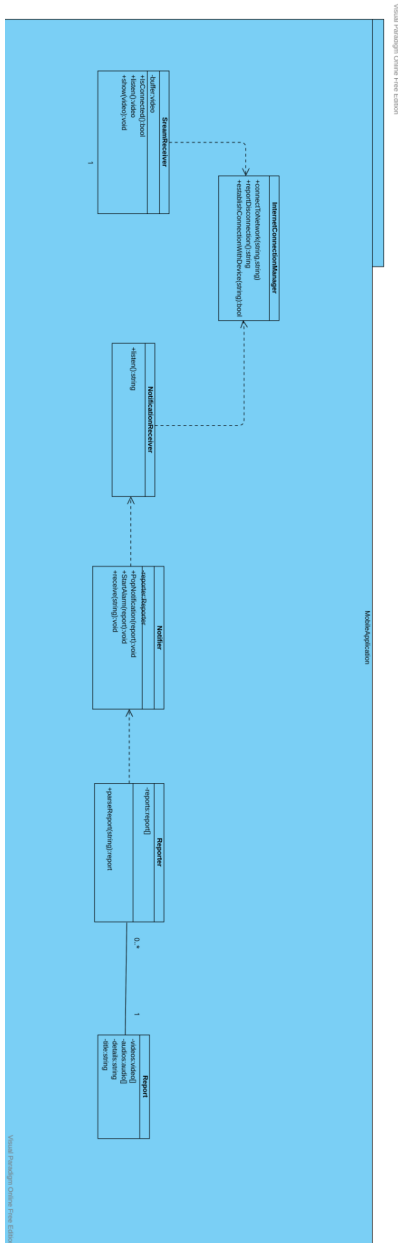 Visual Paradigm Online Free Edition
MobileApplication
InternetConnectionManager
+connectToNetwork(string,string)
+reportDisconnection():string
+establishConnectionWithDevice(string):bool
SreamReceiver
-buffer:video
+IsConnected():bool
+listen():video
+show(video):void
1
NotificationReceiver
+listen():string
Notifier
-reporter:Reporter
+PopNotification(report):void
+StartAlarm(report):void
+receive(string):void
Reporter
-reports:report[]
+parseReport(string):report
0..*
1
Report
-videos:video[]
-audios:audio[]
-details:string
-title:string
Visual Paradigm Online Free Edition